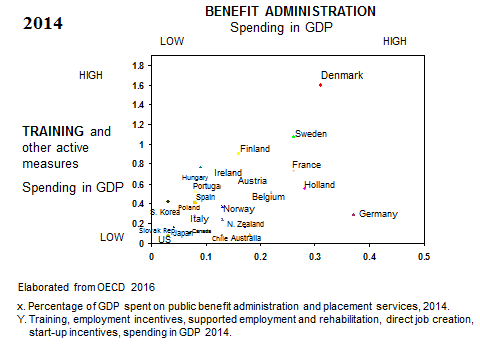 2014
BENEFIT ADMINISTRATION
Spending in GDP
LOW HIGH
HIGH
TRAINING and
other active
measures
Spending in GDP
LOW
1.8
1.6
1.4
1.2
1
0.8
0.6
0.4
0.2
0
Denmark
Sweden
Finland
France
Ireland
Hungary
Austria
Holland
Portuga
Spain
Belgium
Poland
Norway
S. Korea
Germany
Italy
N. Zealand
Slovak Rep
Japan
Canada
US
Chile Australia
0 0.1 0.2 0.3 0.4 0.5
Elaborated from OECD 2016
x. Percentage of GDP spent on public benefit administration and placement services, 2014.
Y. Training, employment incentives, supported employment and rehabilitation, direct job creation,
start-up incentives, spending in GDP 2014.